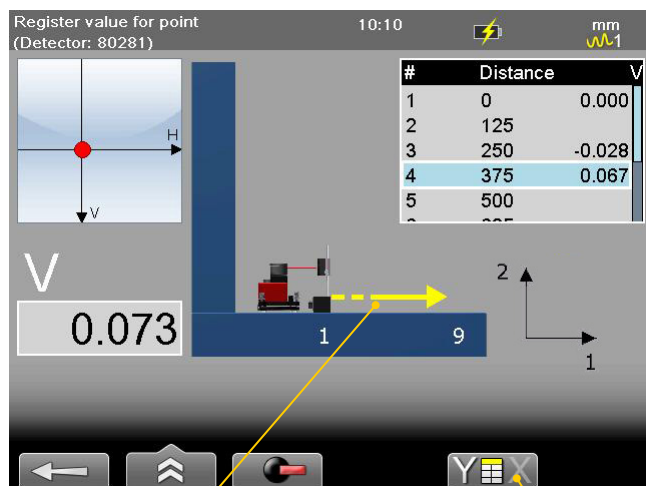 Register value for point
(Detector: 80281)
10:10
mm
1
# Distance V
1 0 0.000
2 125
3 250 -0.028
4 375 0.067
5 500
H
V
V
0.073
1
9
2
1
Y X